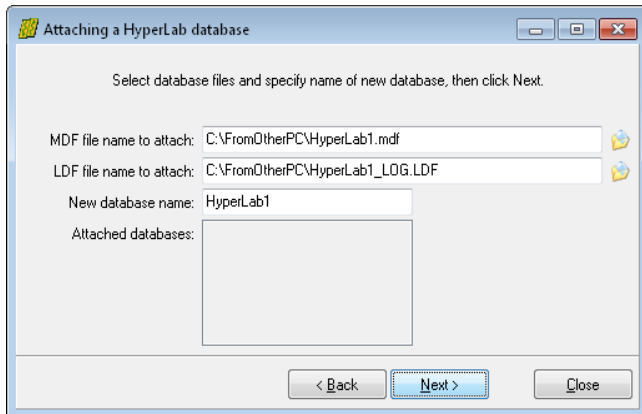 Attaching a HyperLab database
Select database files and specify name of new database, then click Next.
MDF file name to attach: C:\FromOtherPC\HyperLab1.mdf
LDF file name to attach: C:\FromOtherPC\HyperLab1_LOG.LDF
New database name: HyperLab1
Attached databases:
< Back Next > Close